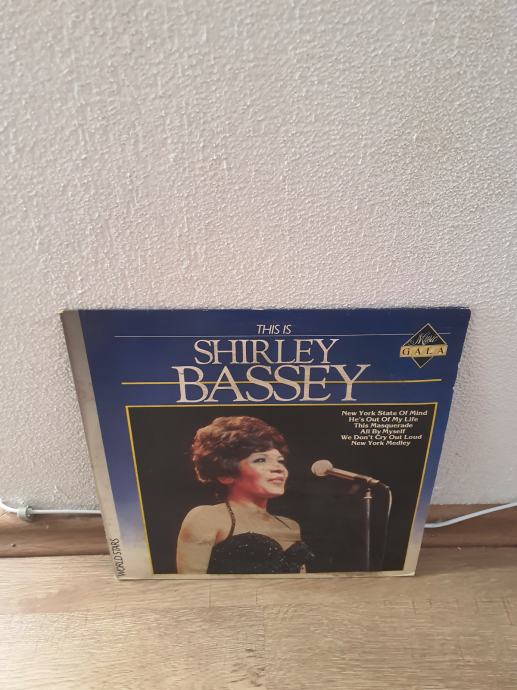 THIS IS
SHIRLEY
BASSEY
New
GALA
New York State Of Mind
He's Out Of My Life
This Masquerade
All By Myself
We Don't Cry Out Loud
New York Medley
WORLD STARS